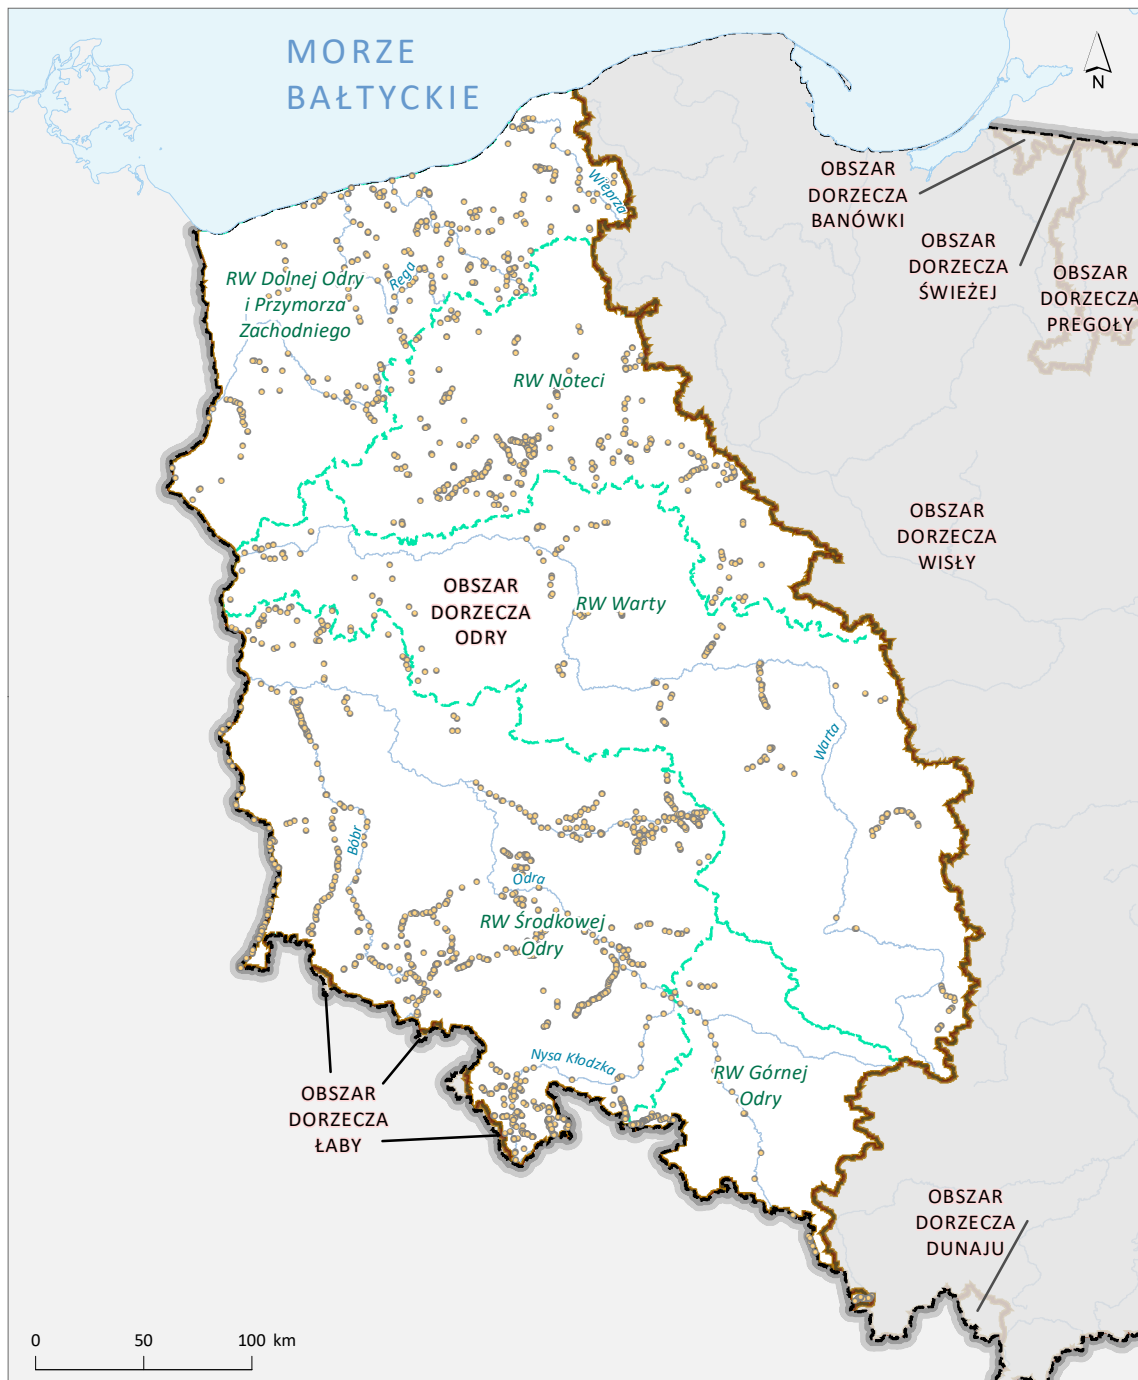 MORZE
BAŁTYCKIE
N
OBSZAR
DORZECZA
BANÓWKI
OBSZAR
DORZECZA
ŚWIEŻEJ
OBSZAR
DORZECZA
PREGOŁY
Wieprza
Rega
RW Dolnej Odry
i Przymorza
Zachodniego
RW Noteci
OBSZAR
DORZECZA
WISŁY
OBSZAR
DORZECZA
ODRY
RW Warty
Warta
Bóbr
Odra
RW Środkowej
Odry
Nysa Kłodzka
RW Górnej
Odry
OBSZAR
DORZECZA
ŁABY
OBSZAR
DORZECZA
DUNAJU
0 50 100 km